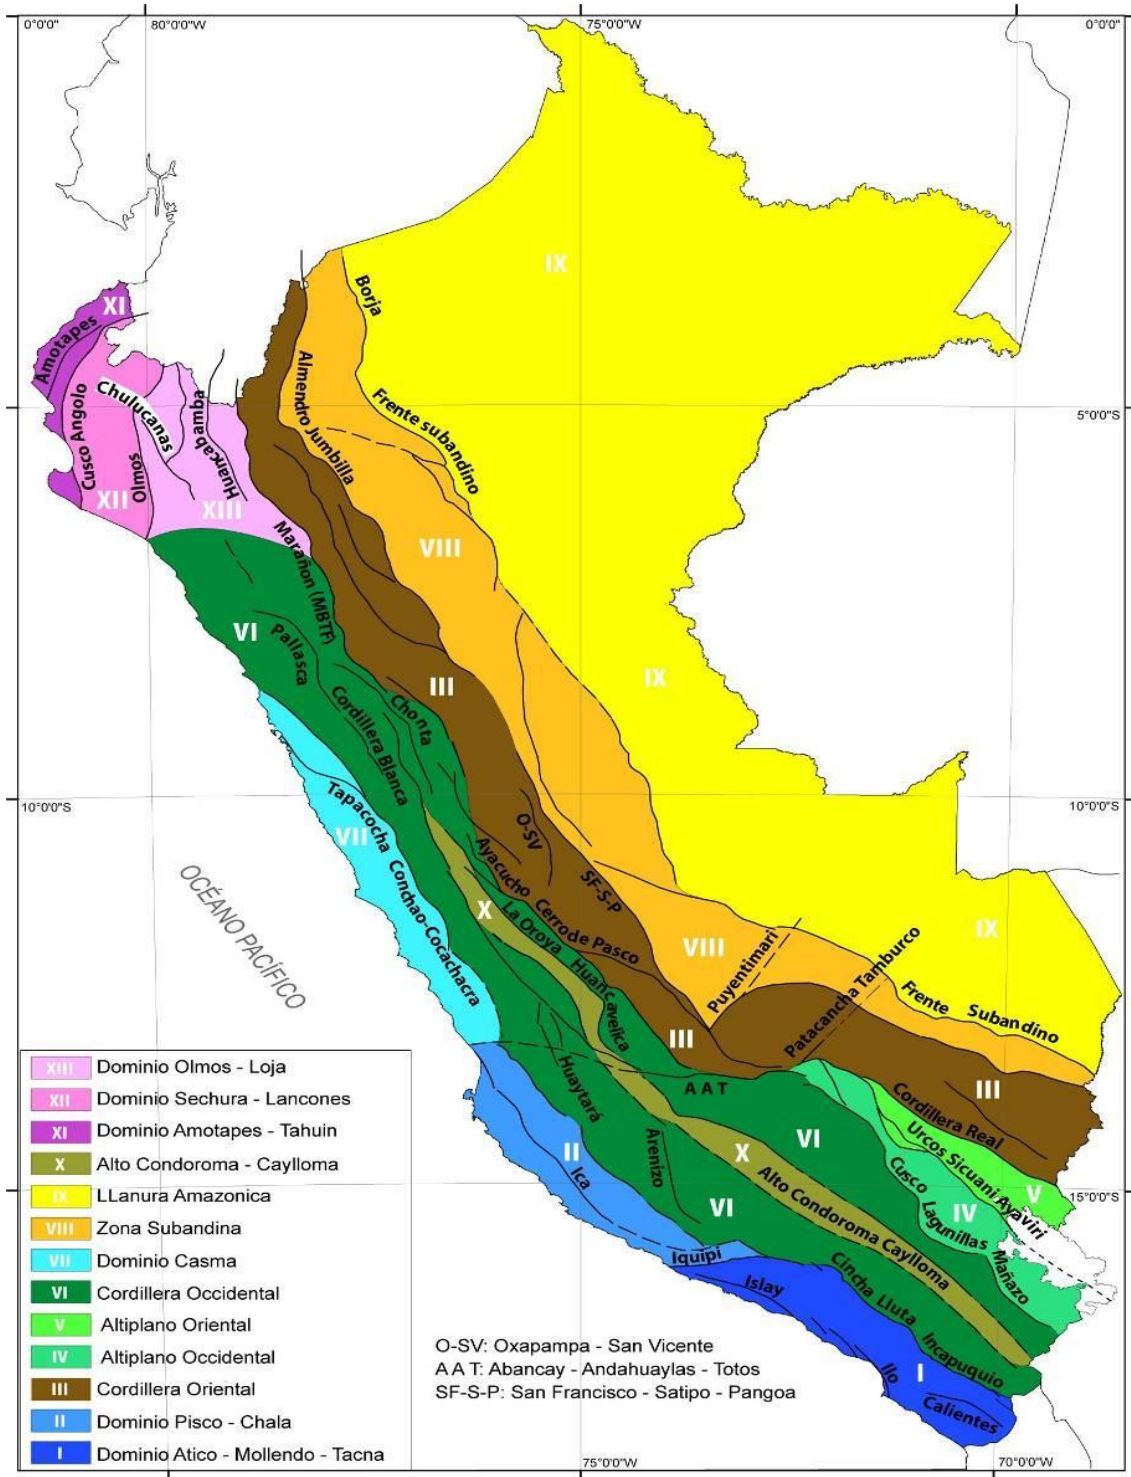 0°0'0"
80°0'0"W
75°0'0"W
0°0'0"
IX
XI
Borja
Amotapes
Almendro Jumbilla
Chulucanas
Frente subandino
Cusco Angolo
Huancabamba
5°0'0"S
Olmos
XII
XIII
Marañon (MBTF)
VIII
VI
Pallasca
III
IX
Chonta
Cordillera Blanca
10°0'0"S
Tapacocha
VII
O-SV
Conchao-Cocachacra
Ayacucho
SF-S-P
X
La Oroya
Cerro de Pasco
Huancavelica
VIII
Puyentimari
IX
Patacancha Tamburco
Frente Subandino
OCÉANO PACÍFICO
III
Huaytará
A A T
III
Cordillera Real
Urcos Sicuani Ayaviri
II
Ica
Arenizo
VI
X
Cusco Lagunillas Mañazo
V
15°0'0"S
IV
VI
Alto Condoroma Caylloma
Iquipi
Cincha Lluta Incapuquio
Islay
Ilo
I
Calientes
XIII Dominio Olmos - Loja
XII Dominio Sechura - Lancones
XI Dominio Amotapes - Tahuin
X Alto Condoroma - Caylloma
IX LLanura Amazonica
VIII Zona Subandina
VII Dominio Casma
VI Cordillera Occidental
V Altiplano Oriental
IV Altiplano Occidental
III Cordillera Oriental
II Dominio Pisco - Chala
I Dominio Atico - Mollendo - Tacna
O-SV: Oxapampa - San Vicente
A A T: Abancay - Andahuaylas - Totos
SF-S-P: San Francisco - Satipo - Pangoa
75°0'0"W
70°0'0"W